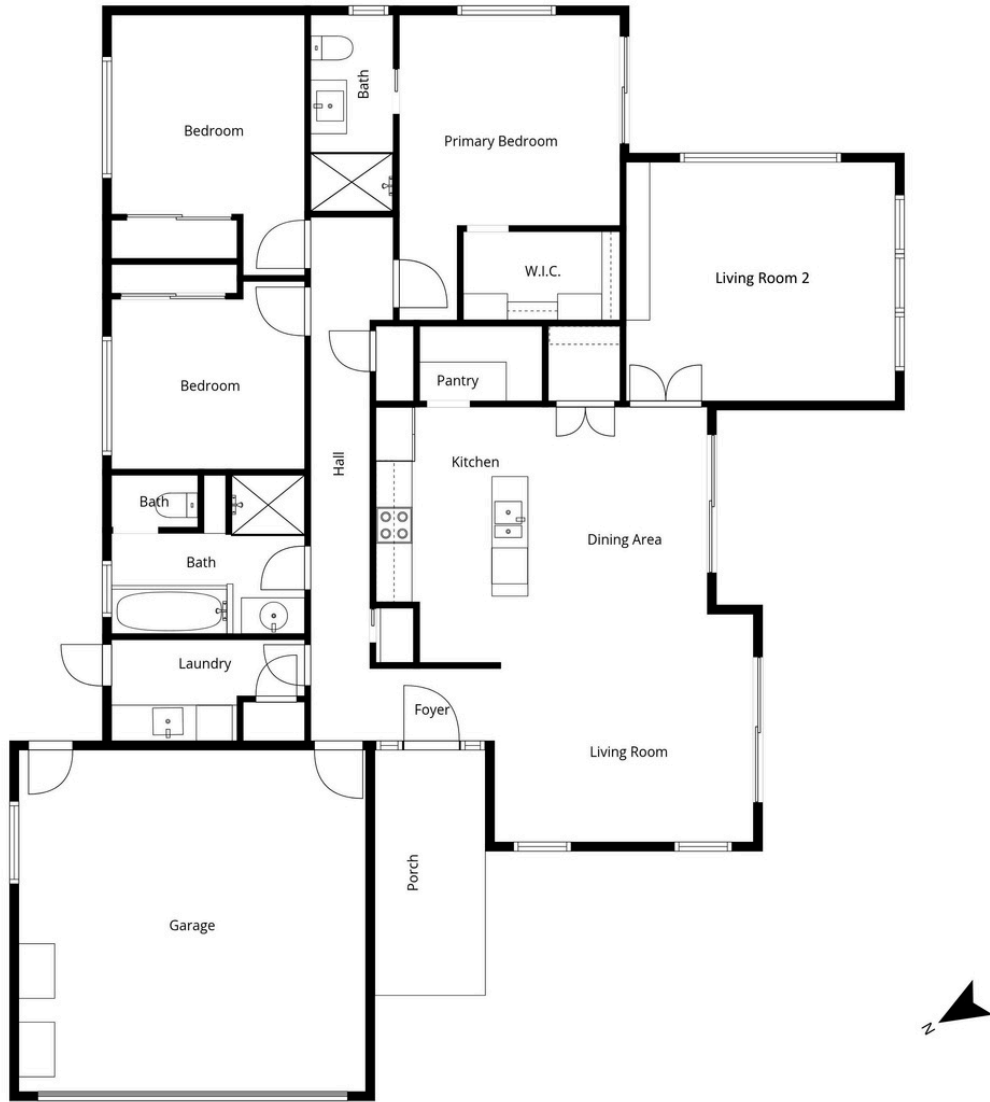 Bath
Bedroom
Primary Bedroom
W.I.C.
Living Room 2
Bedroom
Pantry
Hall
Kitchen
Bath
Dining Area
Bath
Laundry
Foyer
Living Room
Porch
Garage
N